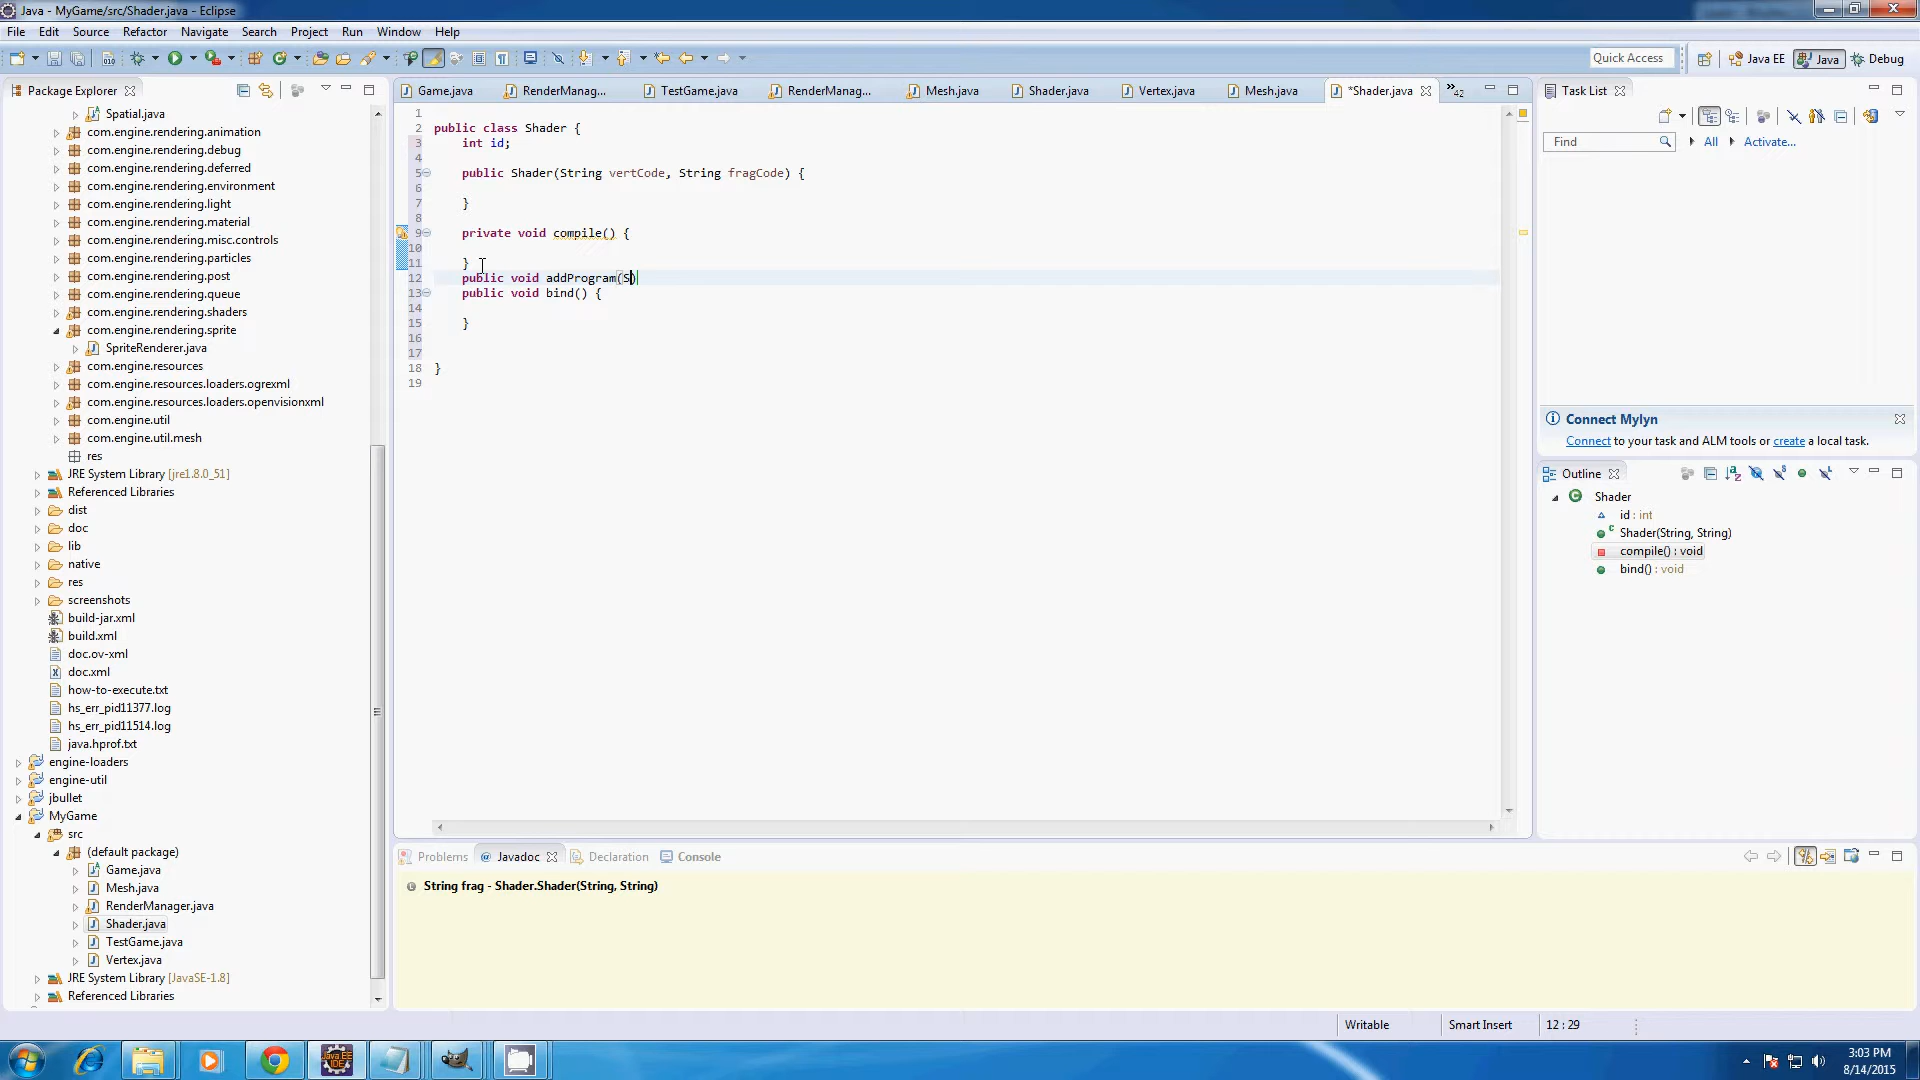 Java - MyGame/src/Shader.java - Eclipse
File Edit Source Refactor Navigate Search Project Run Window Help
Quick Access Java EE Java Debug
Package Explorer
Spatial.java
com.engine.rendering.animation
com.engine.rendering.debug
com.engine.rendering.deferred
com.engine.rendering.environment
com.engine.rendering.light
com.engine.rendering.material
com.engine.rendering.misc.controls
com.engine.rendering.particles
com.engine.rendering.post
com.engine.rendering.queue
com.engine.rendering.shaders
com.engine.rendering.sprite
SpriteRenderer.java
com.engine.resources
com.engine.resources.loaders.ogrexml
com.engine.resources.loaders.openvisionxml
com.engine.util
com.engine.util.mesh
res
JRE System Library [jre1.8.0_51]
Referenced Libraries
dist
doc
lib
native
res
screenshots
build-jar.xml
build.xml
doc.ov-xml
doc.xml
how-to-execute.txt
hs_err_pid11377.log
hs_err_pid11514.log
java.hprof.txt
engine-loaders
engine-util
jbullet
MyGame
src
(default package)
Game.java
Mesh.java
RenderManager.java
Shader.java
TestGame.java
Vertex.java
JRE System Library [JavaSE-1.8]
Referenced Libraries
Game.java RenderManag... TestGame.java RenderManag... Mesh.java Shader.java Vertex.java Mesh.java *Shader.java »42
1
2 public class Shader {
3 int id;
4
5 public Shader(String vertCode, String fragCode) {
6
7 }
8
9 private void compile() {
10
11 }
12 public void addProgram(S)
13 public void bind() {
14
15 }
16
17
18 }
19
Problems @ Javadoc Declaration Console
String frag - Shader.Shader(String, String)
Task List
Find All Activate...
Connect Mylyn
Connect to your task and ALM tools or create a local task.
Outline
Shader
id : int
Shader(String, String)
compile() : void
bind() : void
Writable Smart Insert 12 : 29
3:03 PM
8/14/2015